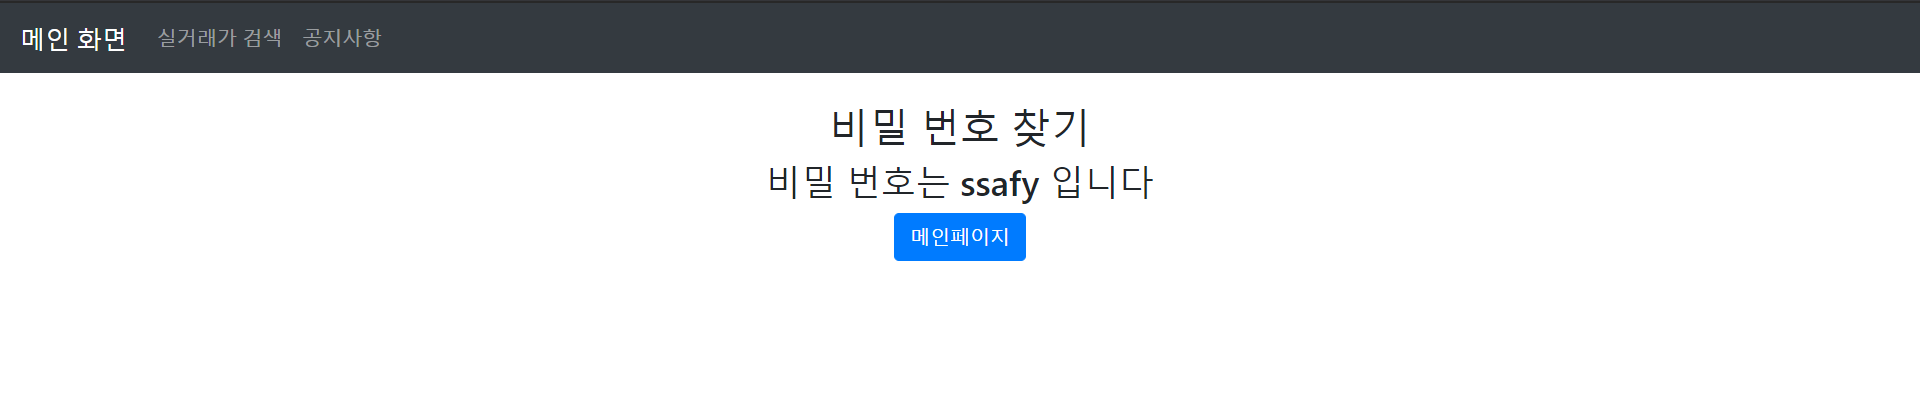 메인 화면 실거래가 검색 공지사항
비밀 번호 찾기
비밀 번호는 ssafy 입니다
메인페이지